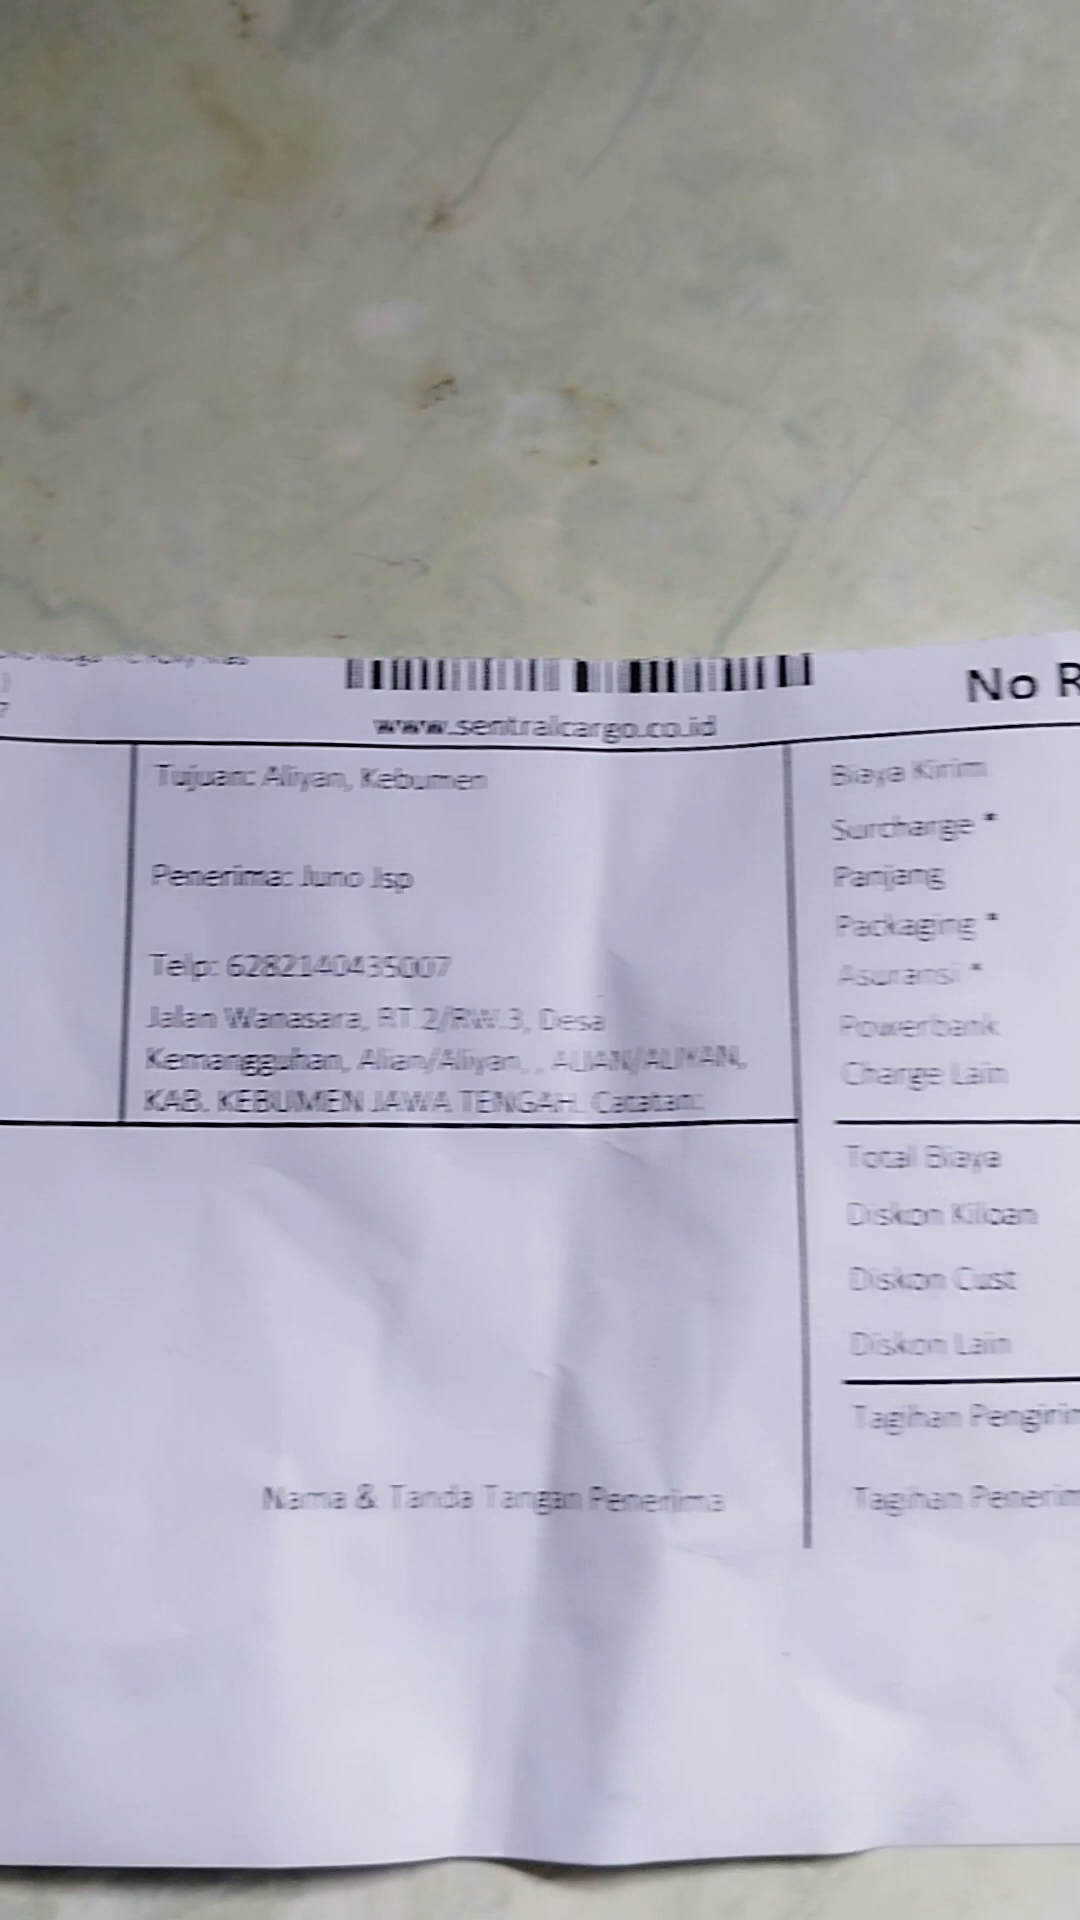 www.sentralcargo.co.id
No R
Tujuan: Aliyan, Kebumen
Penerima: Juno Jsp
Telp: 6282140435007
Jalan Wanasara, RT.2/RW.3, Desa
Kemangguhan, Alian/Aliyan, , ALIAN/ALIYAN,
KAB. KEBUMEN JAWA TENGAH. Catatan:
Nama & Tanda Tangan Penerima
Biaya Kirim
Surcharge *
Panjang
Packaging *
Asuransi *
Powerbank
Charge Lain
Total Biaya
Diskon Kiloan
Diskon Cust
Diskon Lain
Tagihan Pengirim
Tagihan Penerim